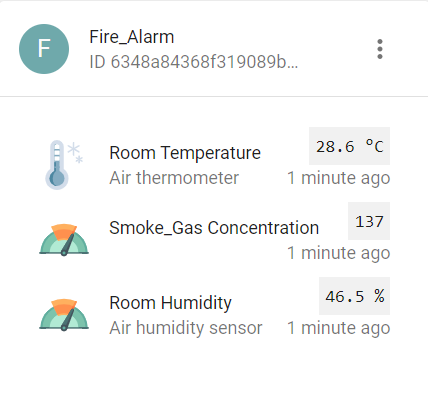 F
Fire_Alarm
ID 6348a84368f319089b...
28.6 °C
Room Temperature
Air thermometer 1 minute ago
137
Smoke_Gas Concentration
1 minute ago
46.5 %
Room Humidity
Air humidity sensor 1 minute ago